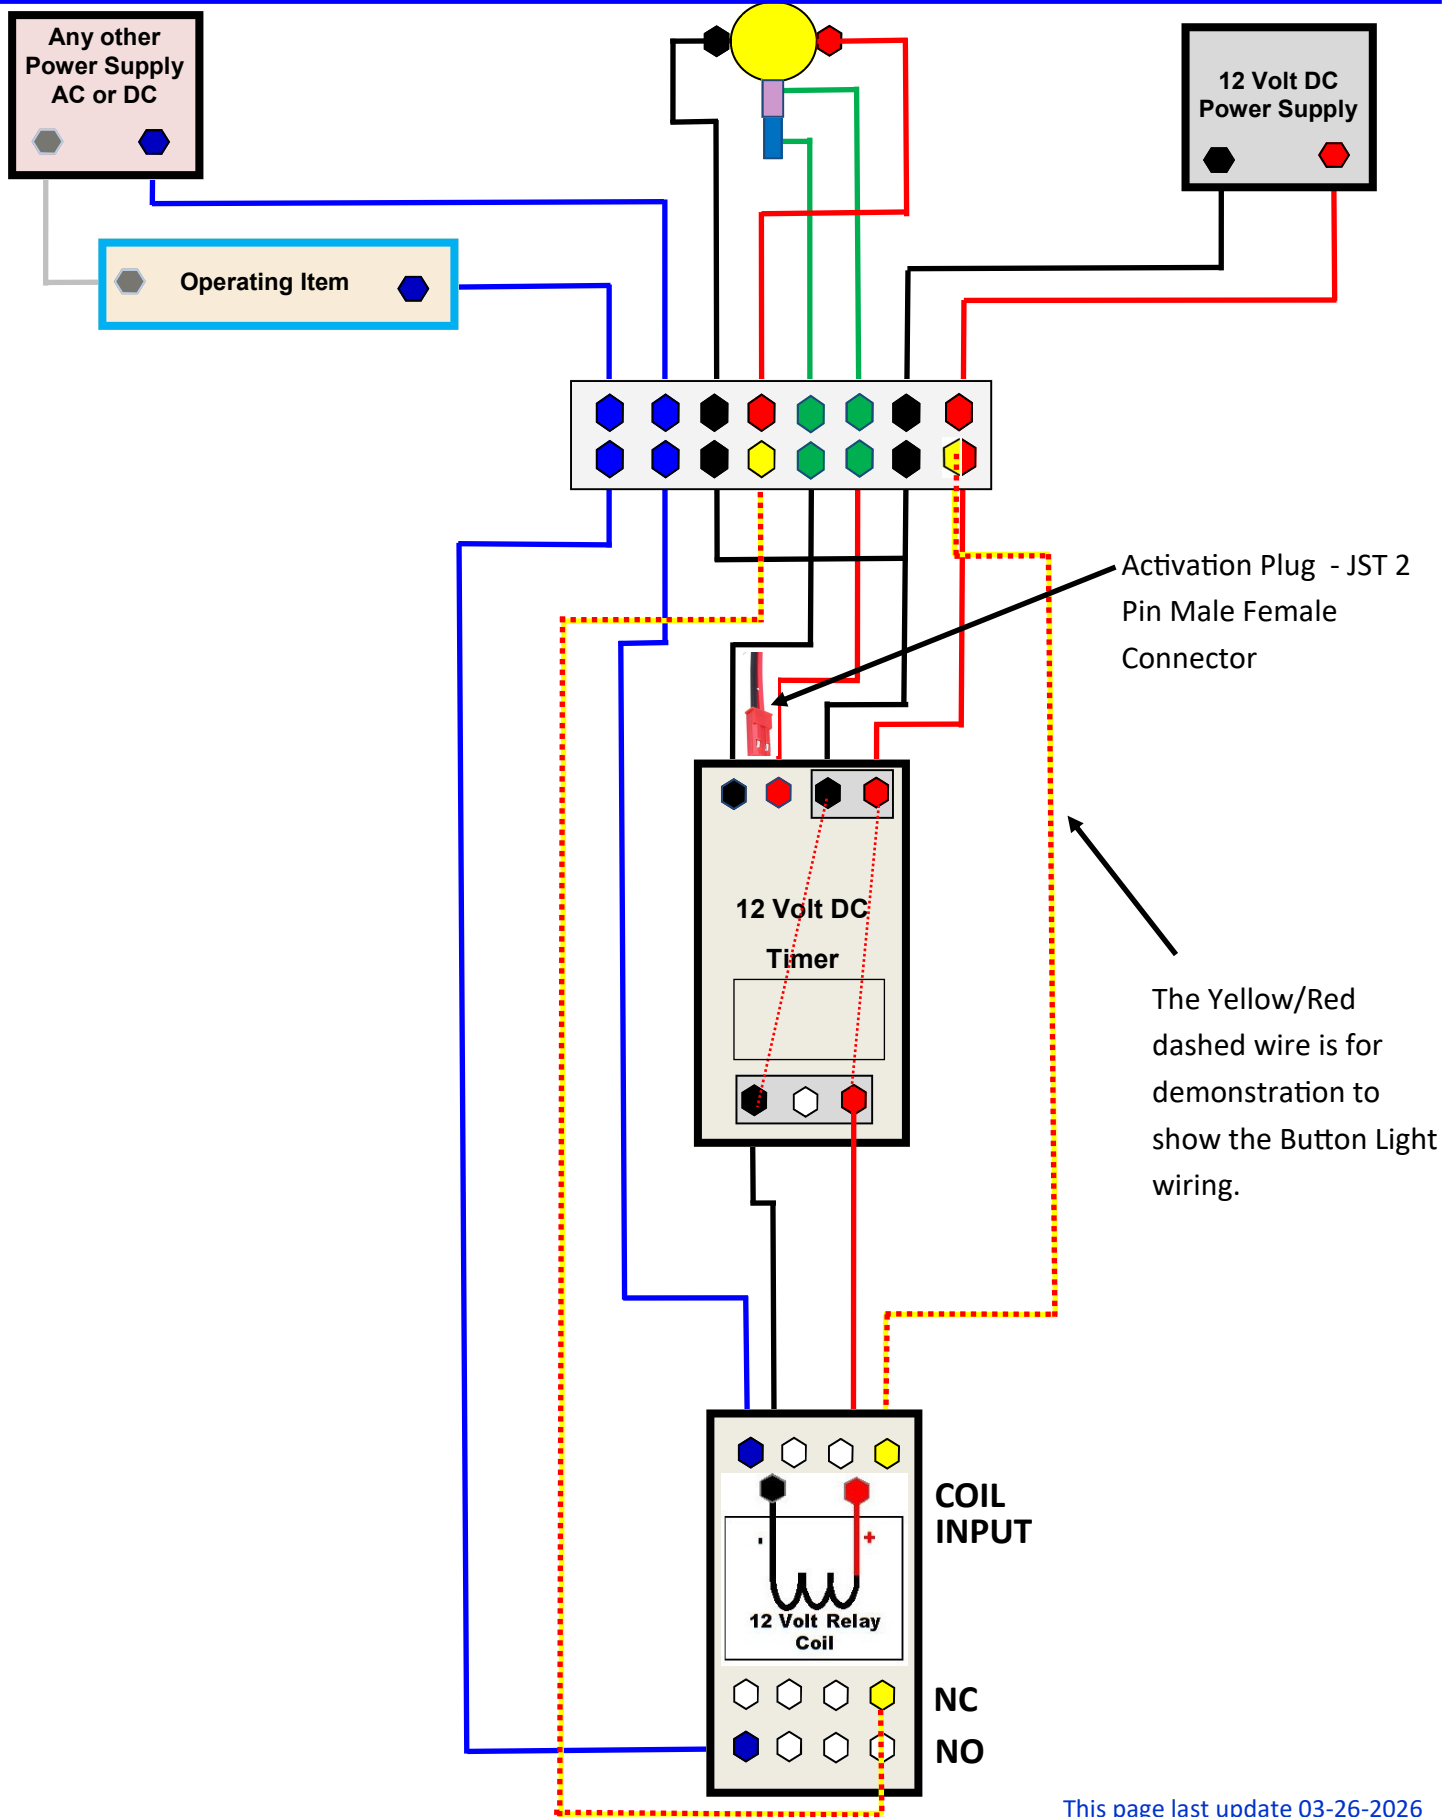 Any other
Power Supply
AC or DC
12 Volt DC
Power Supply
Operating Item
Activation Plug  - JST 2
Pin Male Female
Connector
12 Volt DC
Timer
The Yellow/Red
dashed wire is for
demonstration to
show the Button Light
wiring.
COIL
INPUT
- +
12 Volt Relay
Coil
NC
NO
This page last update 03-26-2026